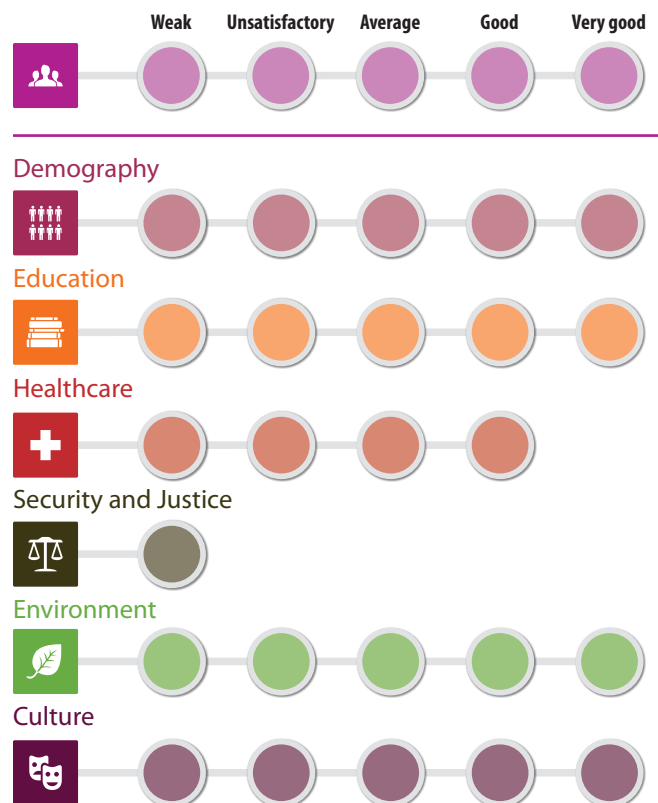 Weak Unsatisfactory Average Good Very good
Demography
Education
Healthcare
Security and Justice
Environment
Culture